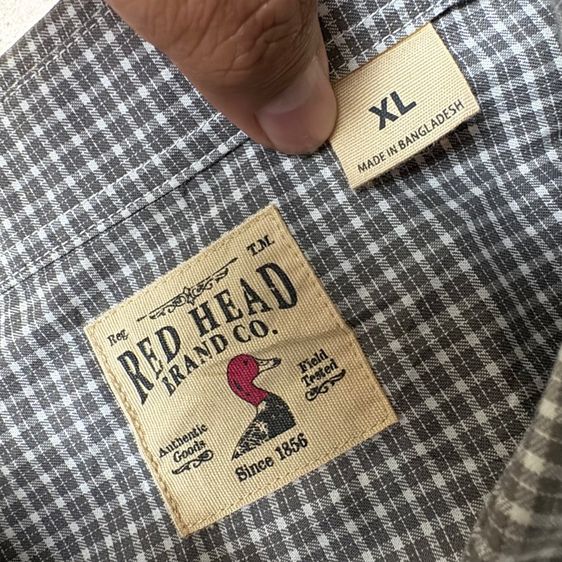 XL
MADE IN BANGLADESH
Reg. T.M.
RED HEAD
BRAND CO.
Authentic
Goods
Field
Tested
Since 1856